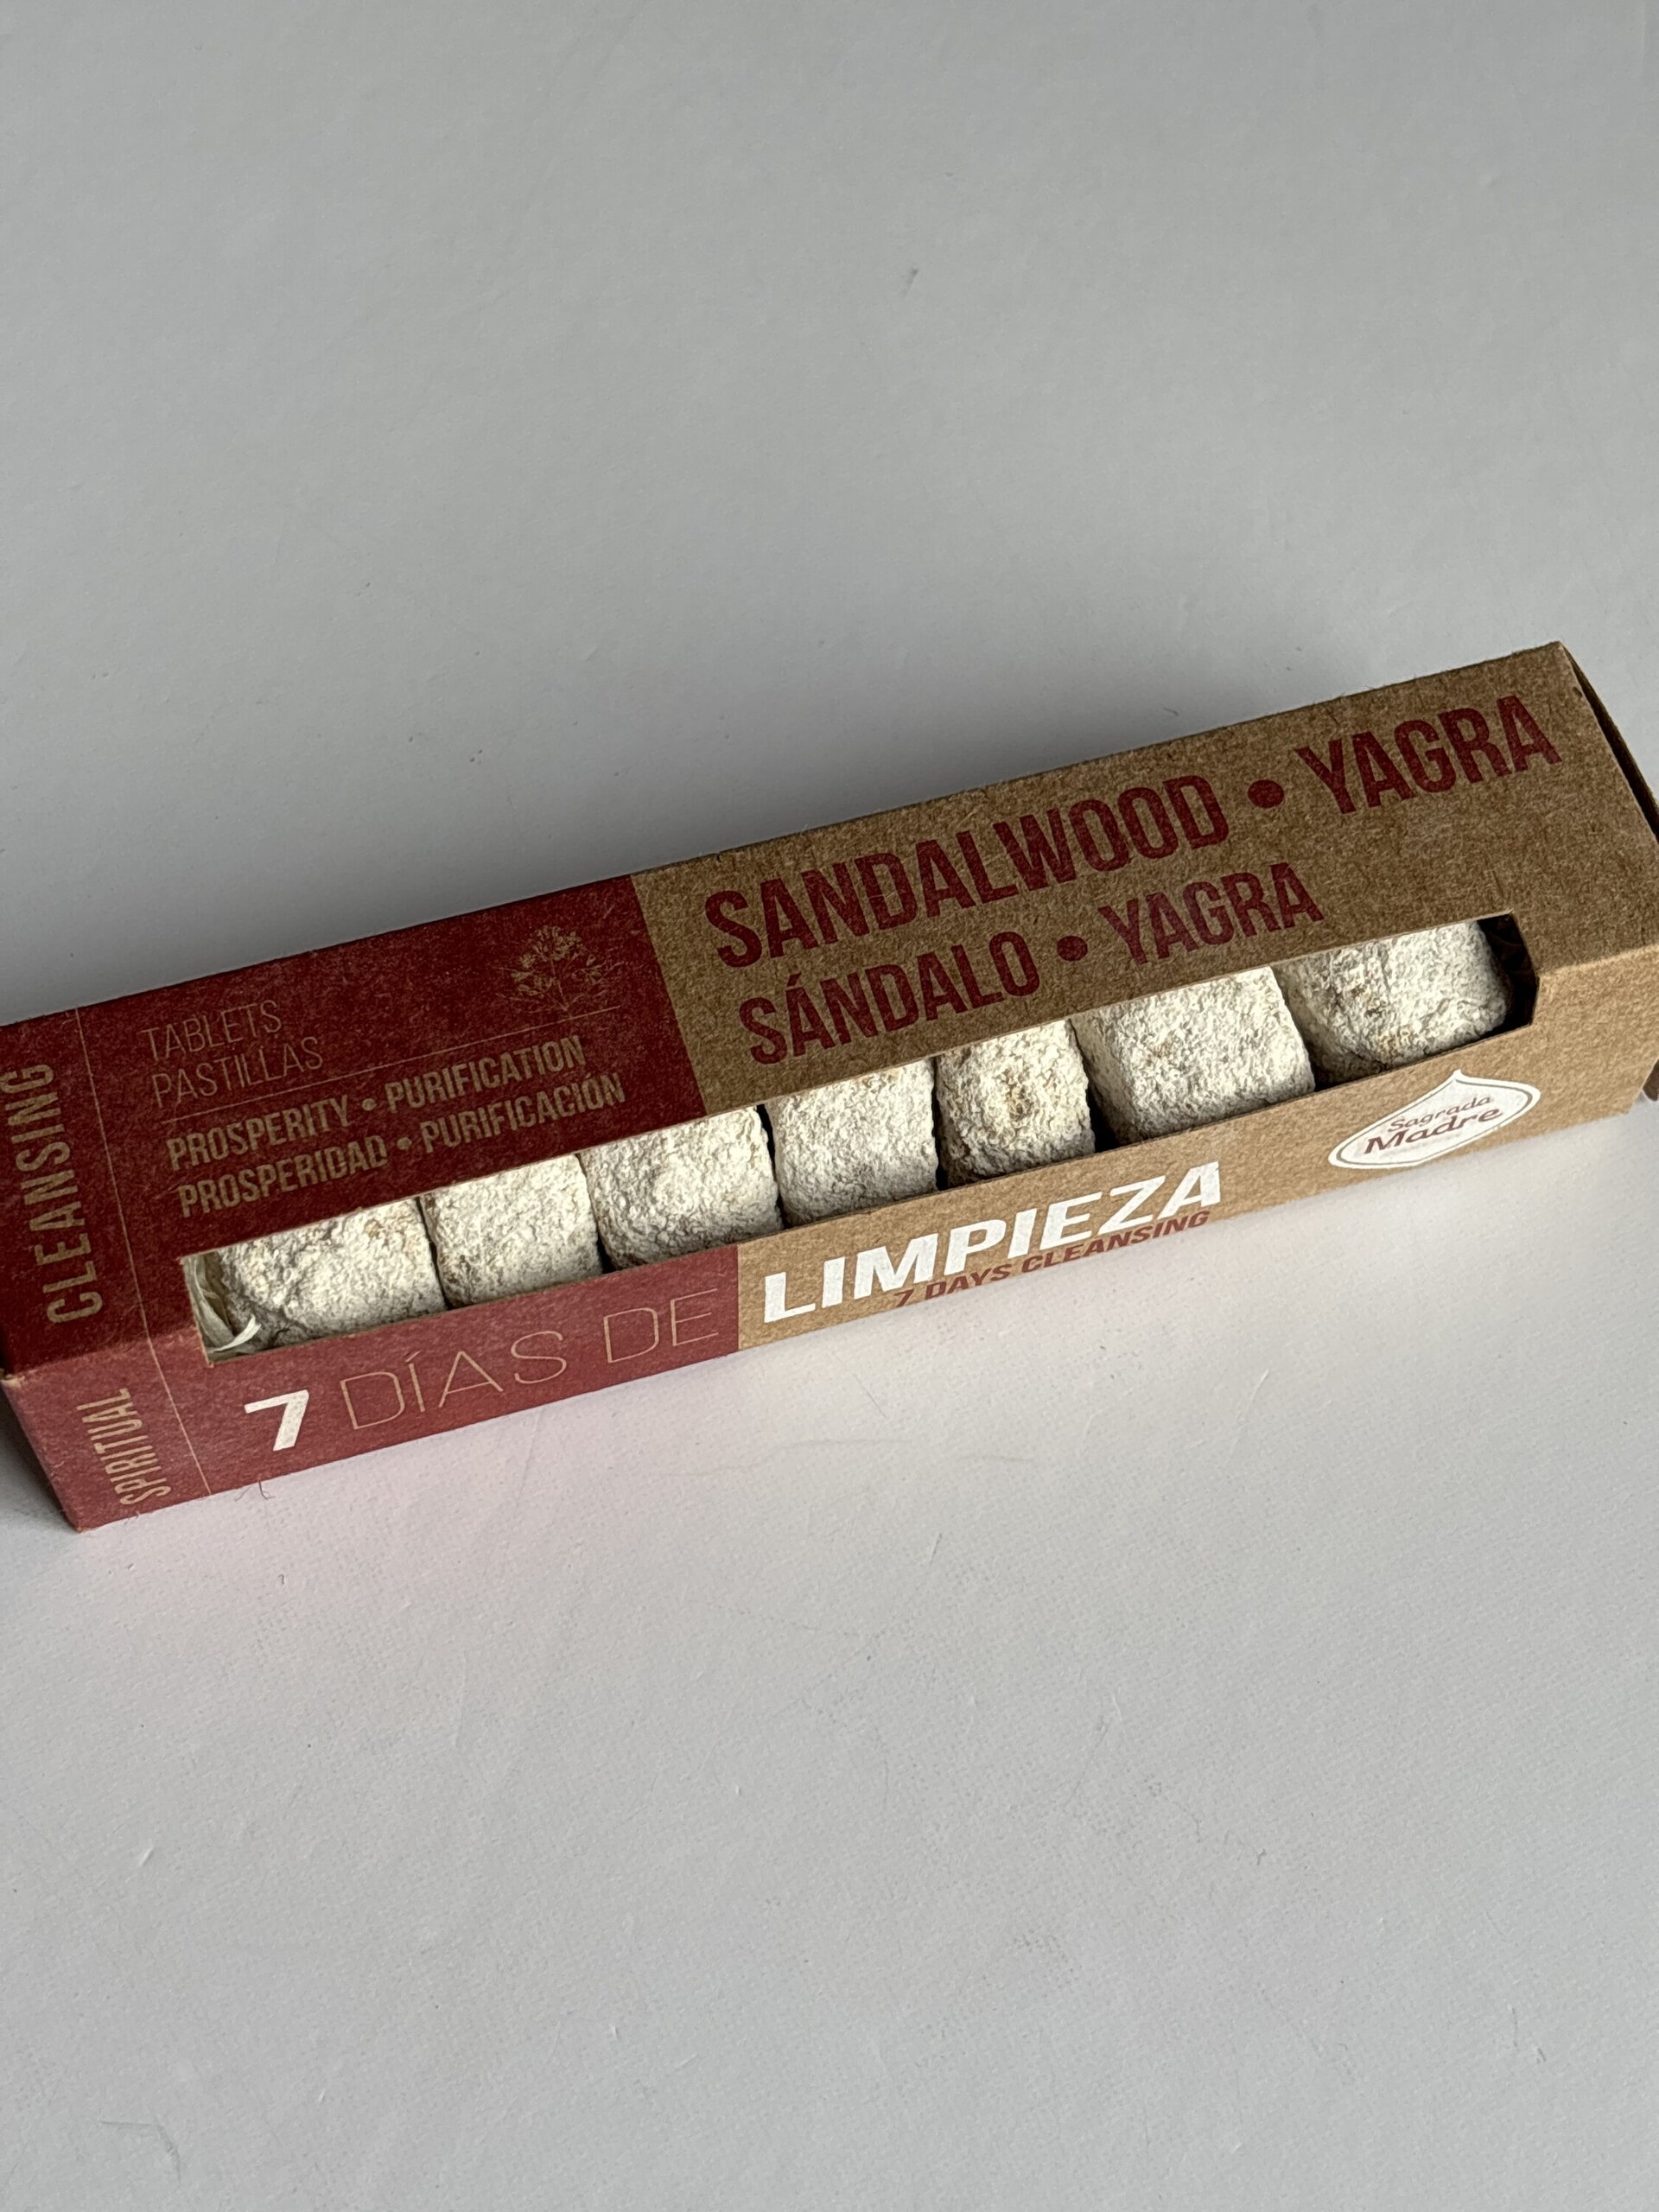 SANDALWOOD • YAGRA
SÁNDALO • YAGRA
TABLETS
PASTILLAS
PROSPERITY • PURIFICATION
PROSPERIDAD • PURIFICACIÓN
CLEANSING
SPIRITUAL
7 DÍAS DE LIMPIEZA
7 DAYS CLEANSING
Sagrada
Madre